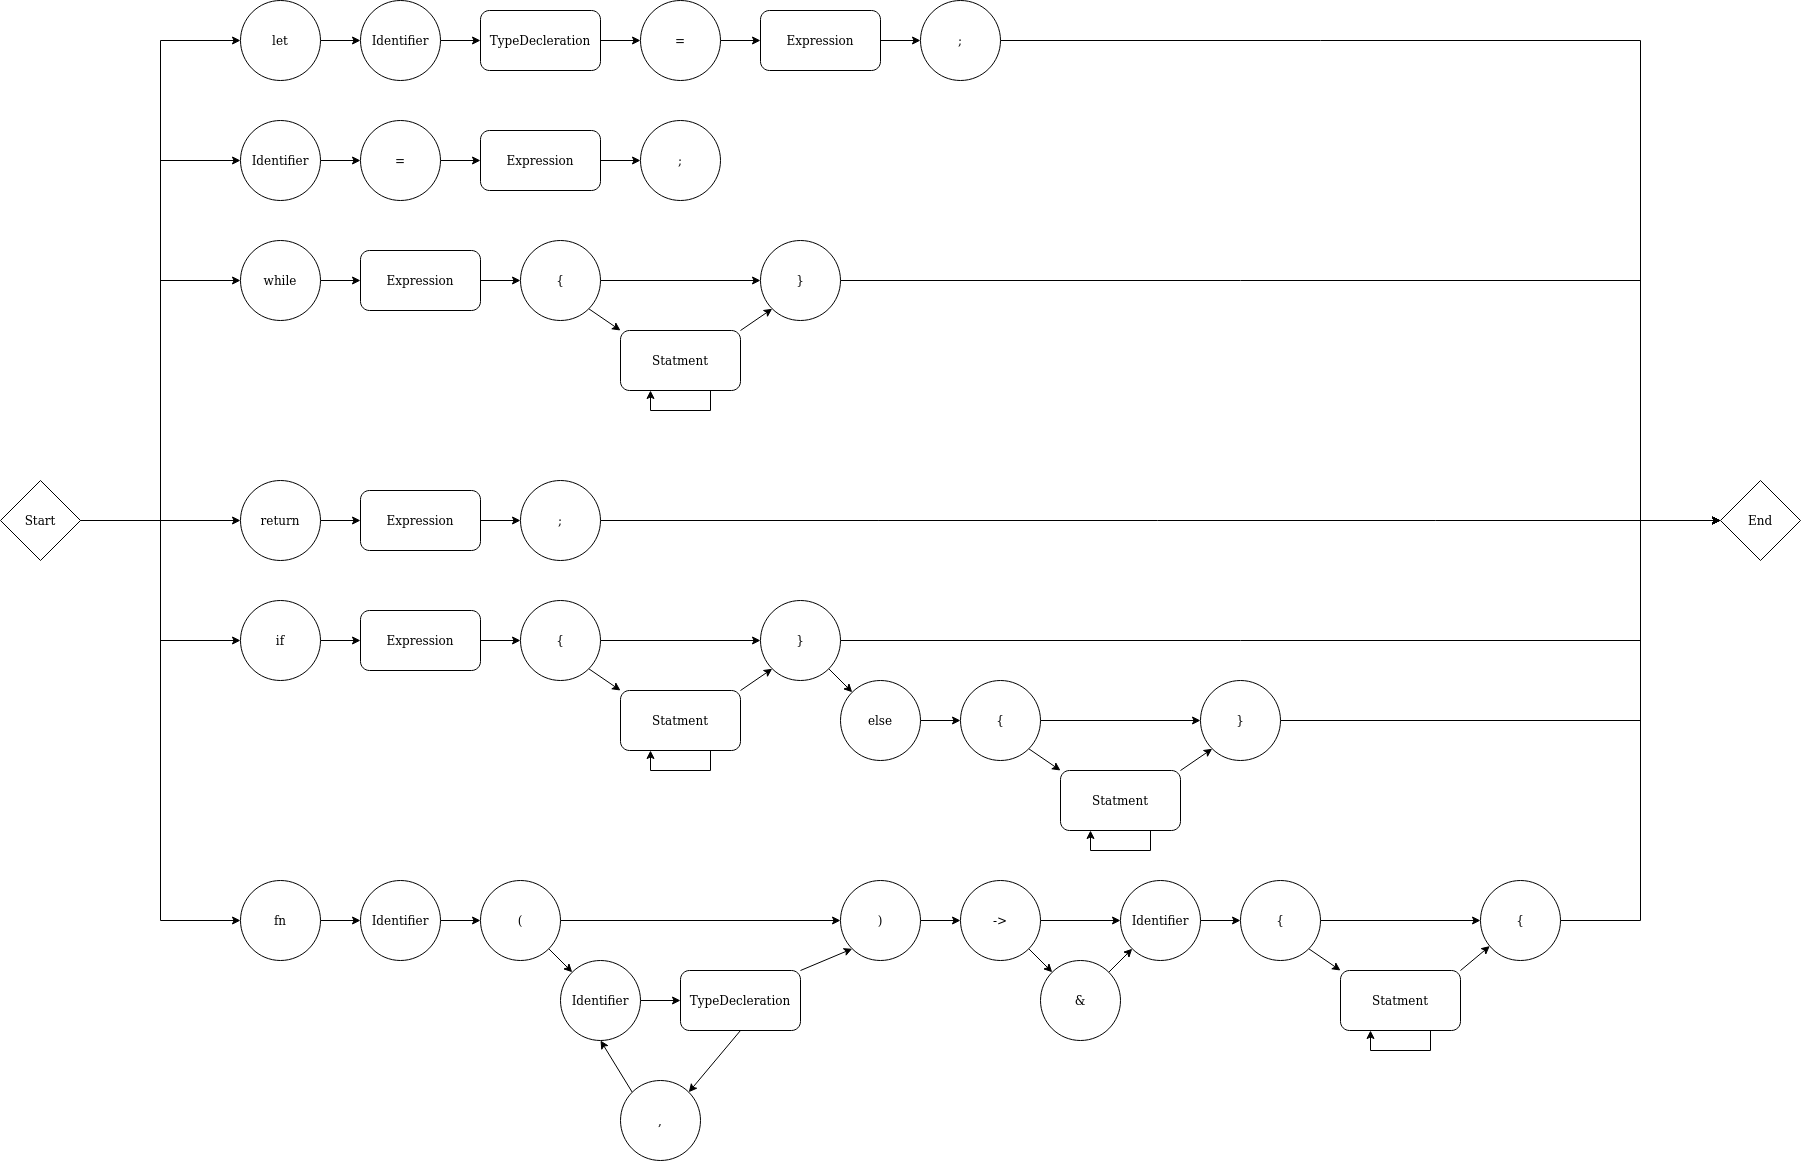 let Identifier TypeDecleration = Expression ;
Identifier = Expression ;
while Expression { }
Statment
Start return Expression ; End
if Expression { }
Statment else { }
Statment
fn Identifier ( ) -> Identifier { {
Identifier TypeDecleration & Statment
,